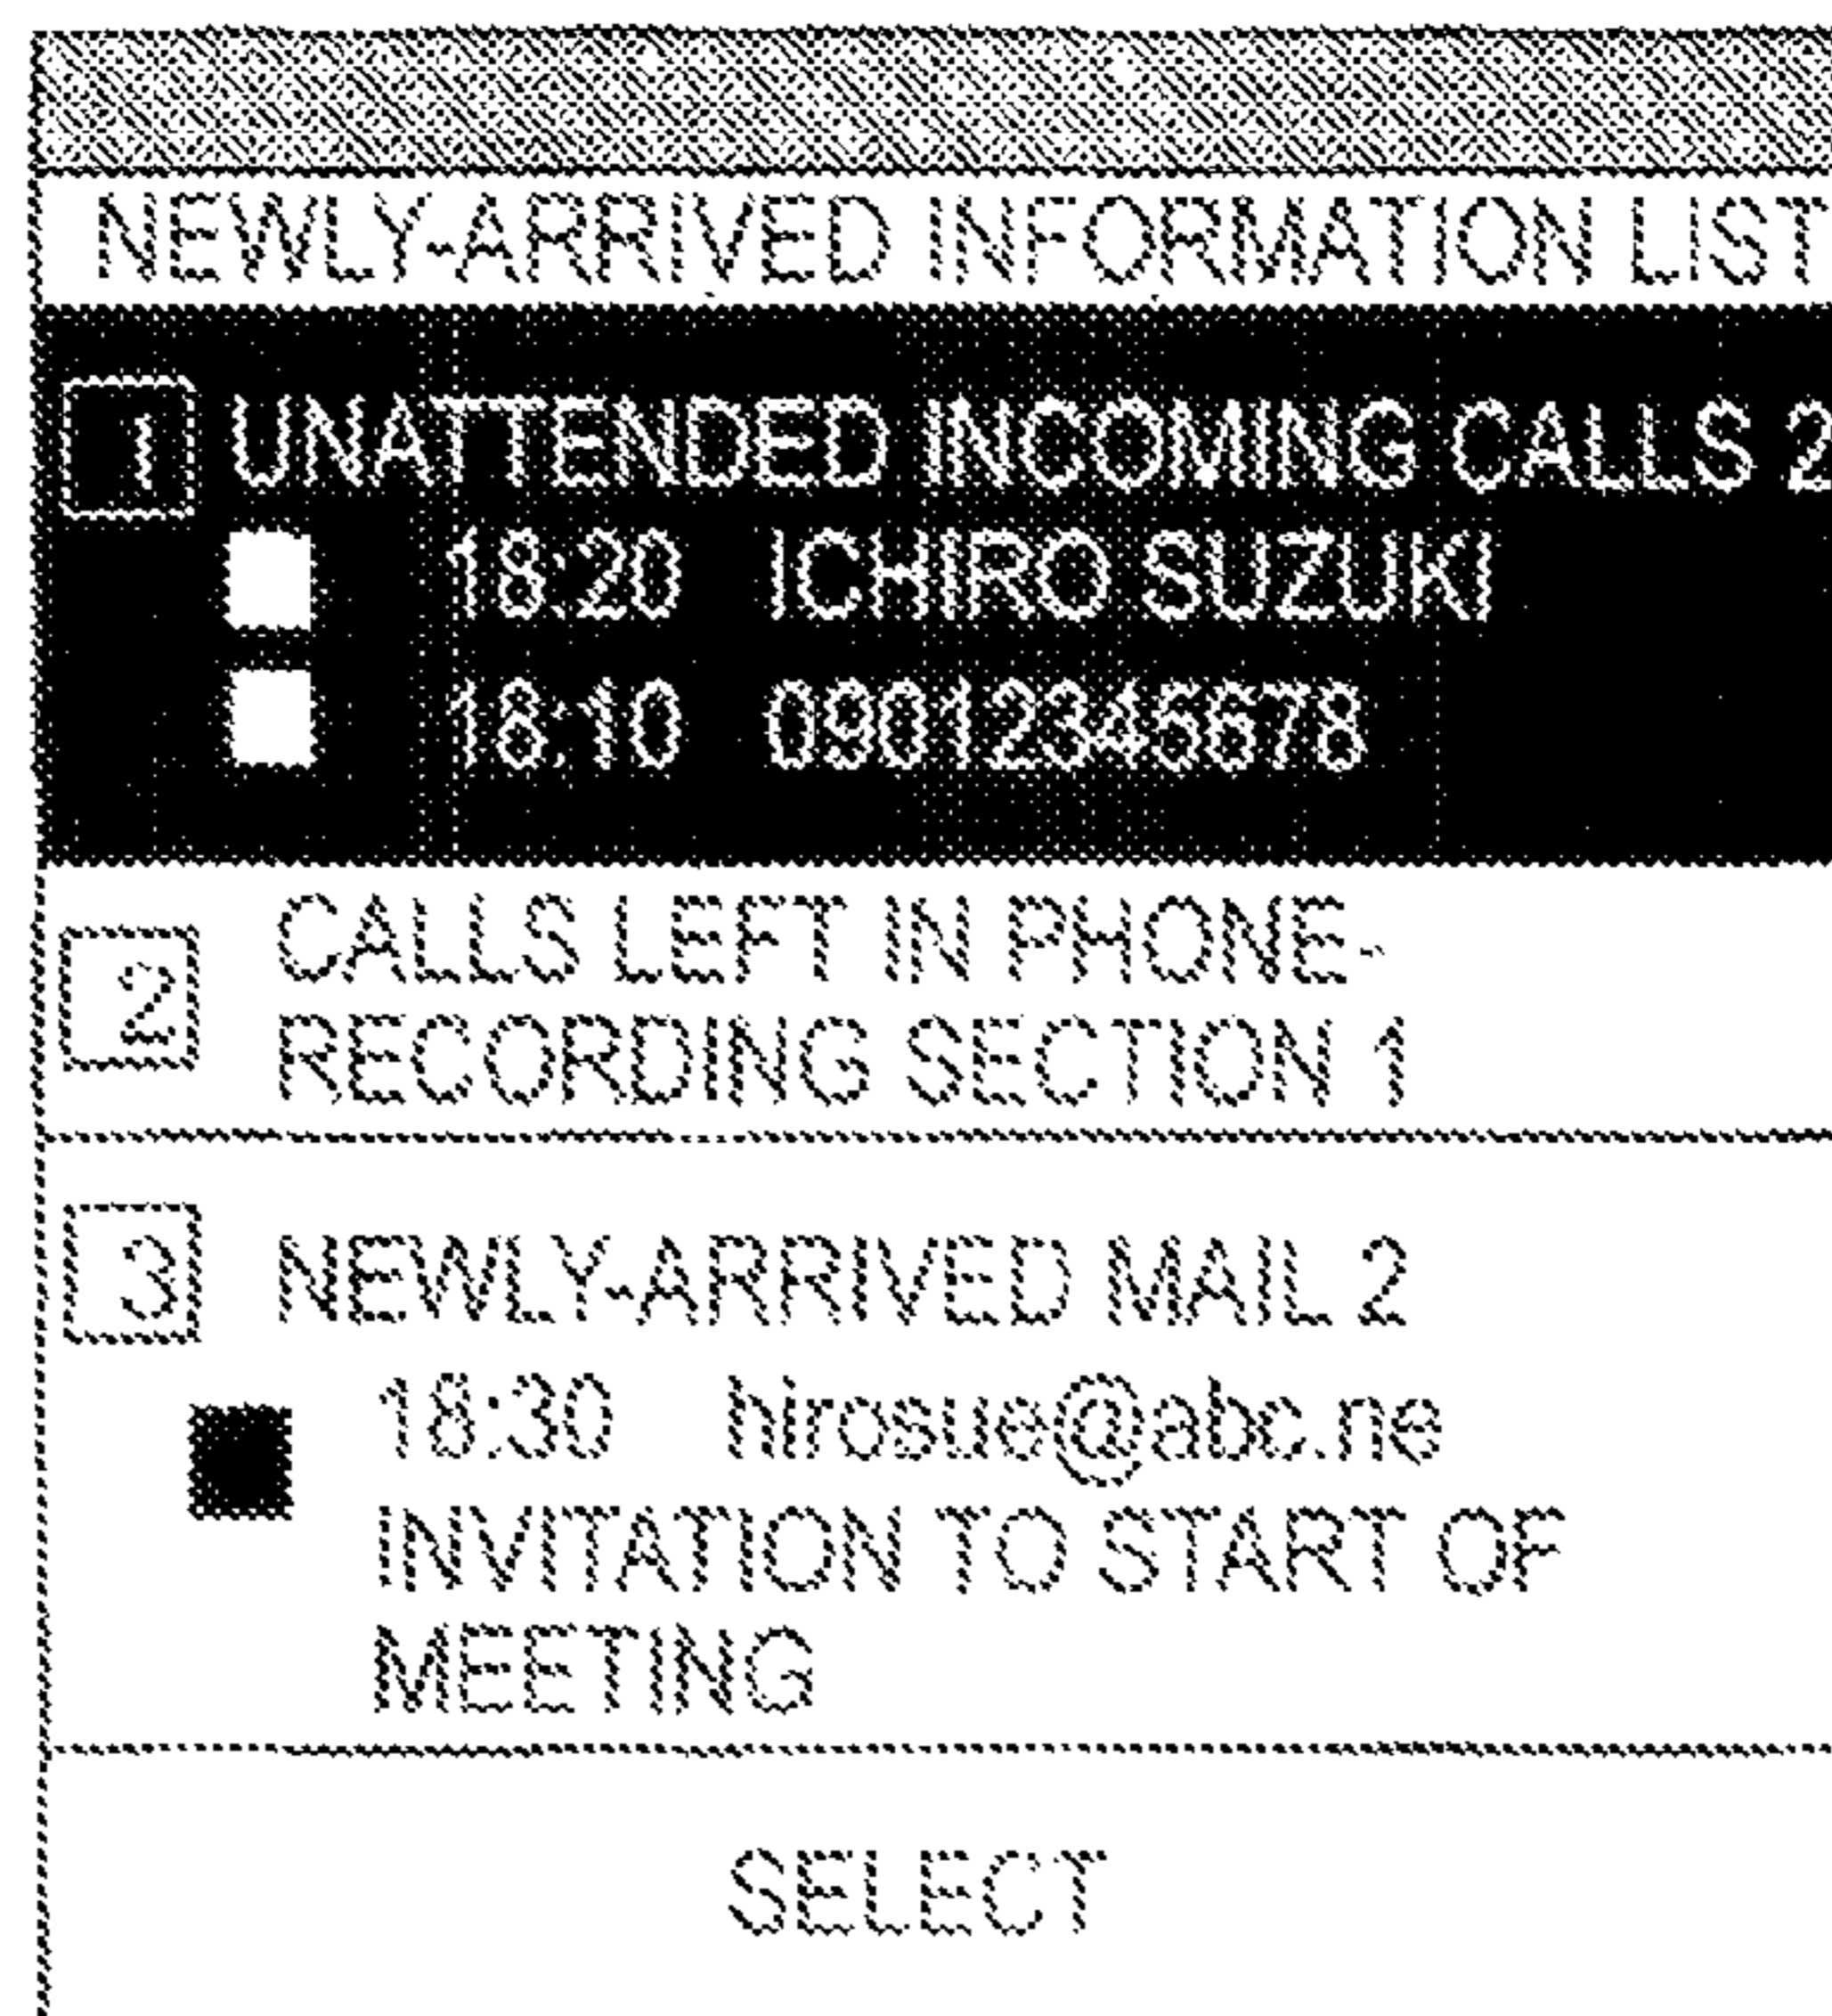 NEWLY-ARRIVED INFORMATION LIST
1 UNATTENDED INCOMING CALLS 2
18:20 ICHIRO SUZUKI
18:10 09012345678
2 CALLS LEFT IN PHONE-
RECORDING SECTION 1
3 NEWLY-ARRIVED MAIL 2
18:30 hirosue@abc.ne
INVITATION TO START OF
MEETING
SELECT